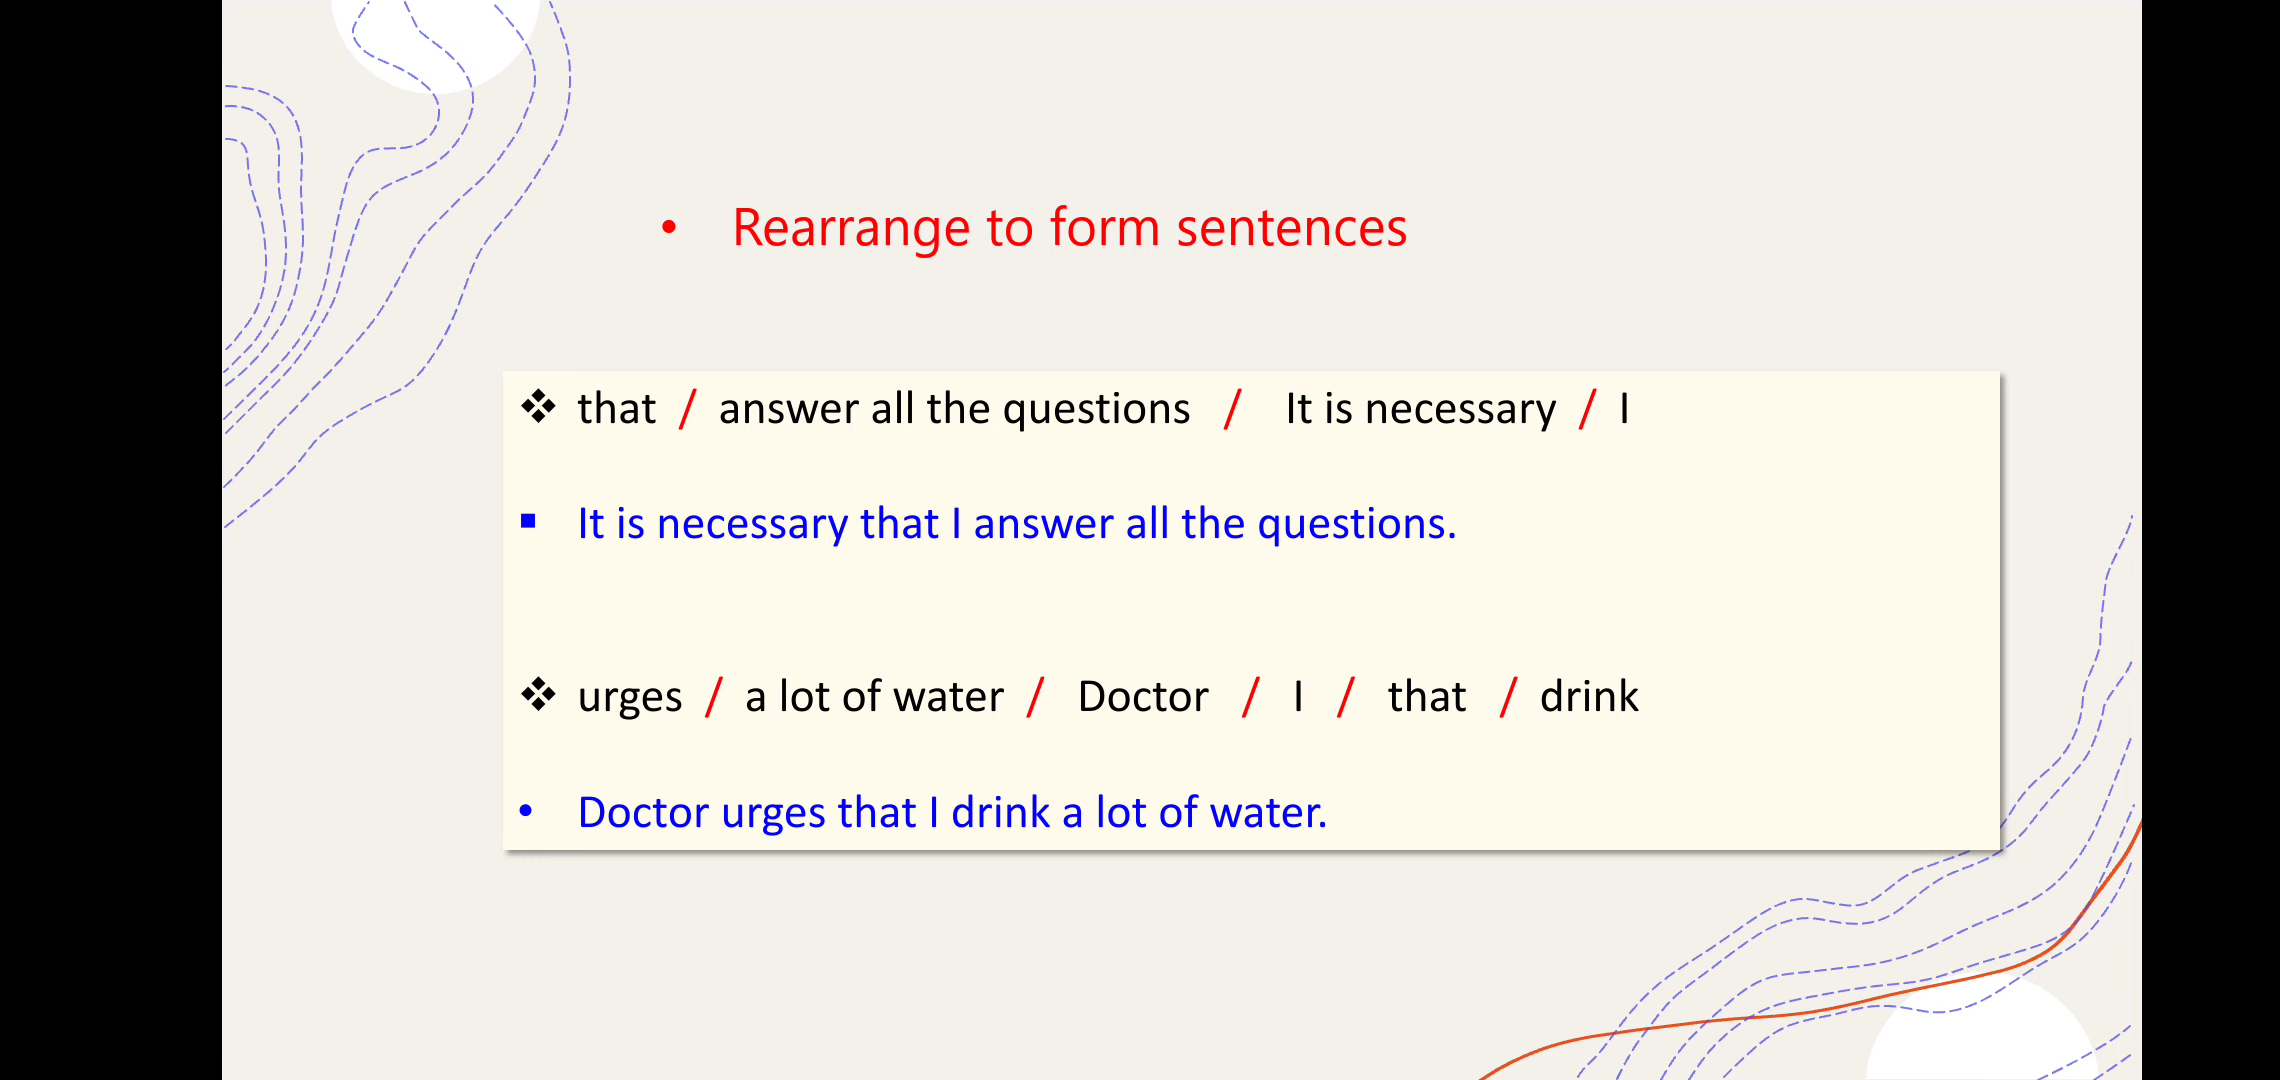 • Rearrange to form sentences
❖ that / answer all the questions / It is necessary / I
▪ It is necessary that I answer all the questions.
❖ urges / a lot of water / Doctor / I / that / drink
• Doctor urges that I drink a lot of water.